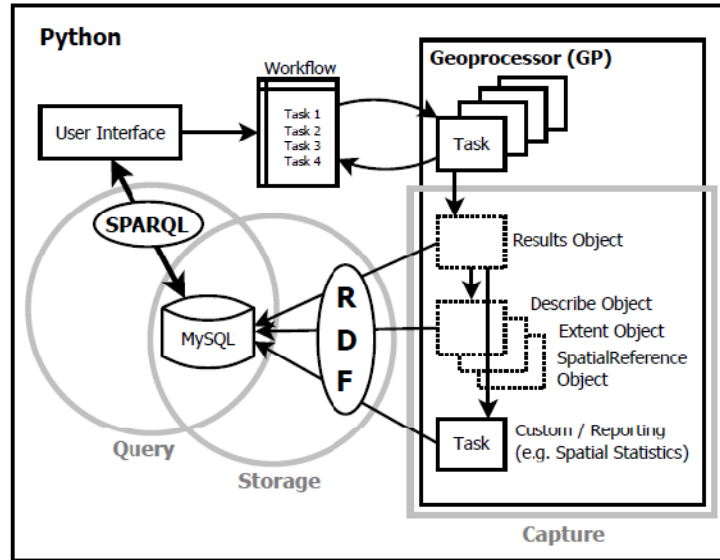 Python
Geoprocessor (GP)
Workflow
Task 1
Task 2
Task 3
Task 4
User Interface
Task
SPARQL
Results Object
R
D
F
MySQL
Describe Object
Extent Object
SpatialReference
Object
Task
Custom / Reporting
(e.g. Spatial Statistics)
Query
Storage
Capture